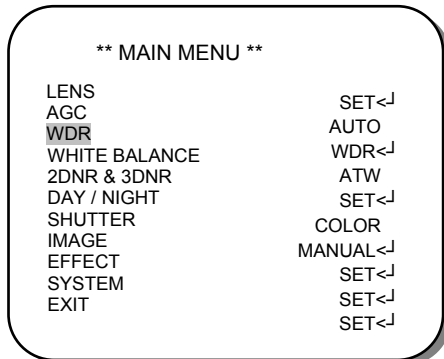 ** MAIN MENU **
LENS SET<┘
AGC AUTO
WDR WDR<┘
WHITE BALANCE ATW
2DNR & 3DNR SET<┘
DAY / NIGHT COLOR
SHUTTER MANUAL<┘
IMAGE SET<┘
EFFECT SET<┘
SYSTEM SET<┘
EXIT